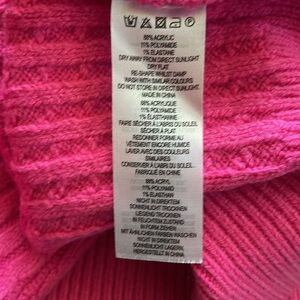 88% ACRYLIC
11% POLYAMIDE
1% ELASTANE
DRY AWAY FROM DIRECT SUNLIGHT
DRY FLAT
RE-SHAPE WHILST DAMP
WASH WITH SIMILAR COLOURS
DO NOT STORE IN DIRECT SUNLIGHT
MADE IN CHINA
88% ACRYLIQUE
11% POLYAMIDE
1% ÉLASTHANNE
FAIRE SÉCHER À L'ABRIS DU SOLEIL
SÉCHER À PLAT
REDONNER FORME AU
VÊTEMENT ENCORE HUMIDE
LAVER AVEC DES COULEURS
SIMILAIRES
CONSERVER À L'ABRIS DU SOLEIL
FABRIQUÉ EN CHINE
88% ACRYL
11% POLYAMID
1% ELASTHAN
NICHT IN DIREKTEM
SONNENLICHT TROCKNEN
LIEGEND TROCKNEN
IN FEUCHTEM ZUSTAND
IN FORM ZIEHEN
MIT ÄHNLICHEN FARBEN WASCHEN
NICHT IN DIREKTEM
SONNENLICHT LAGERN
HERGESTELLT IN CHINA